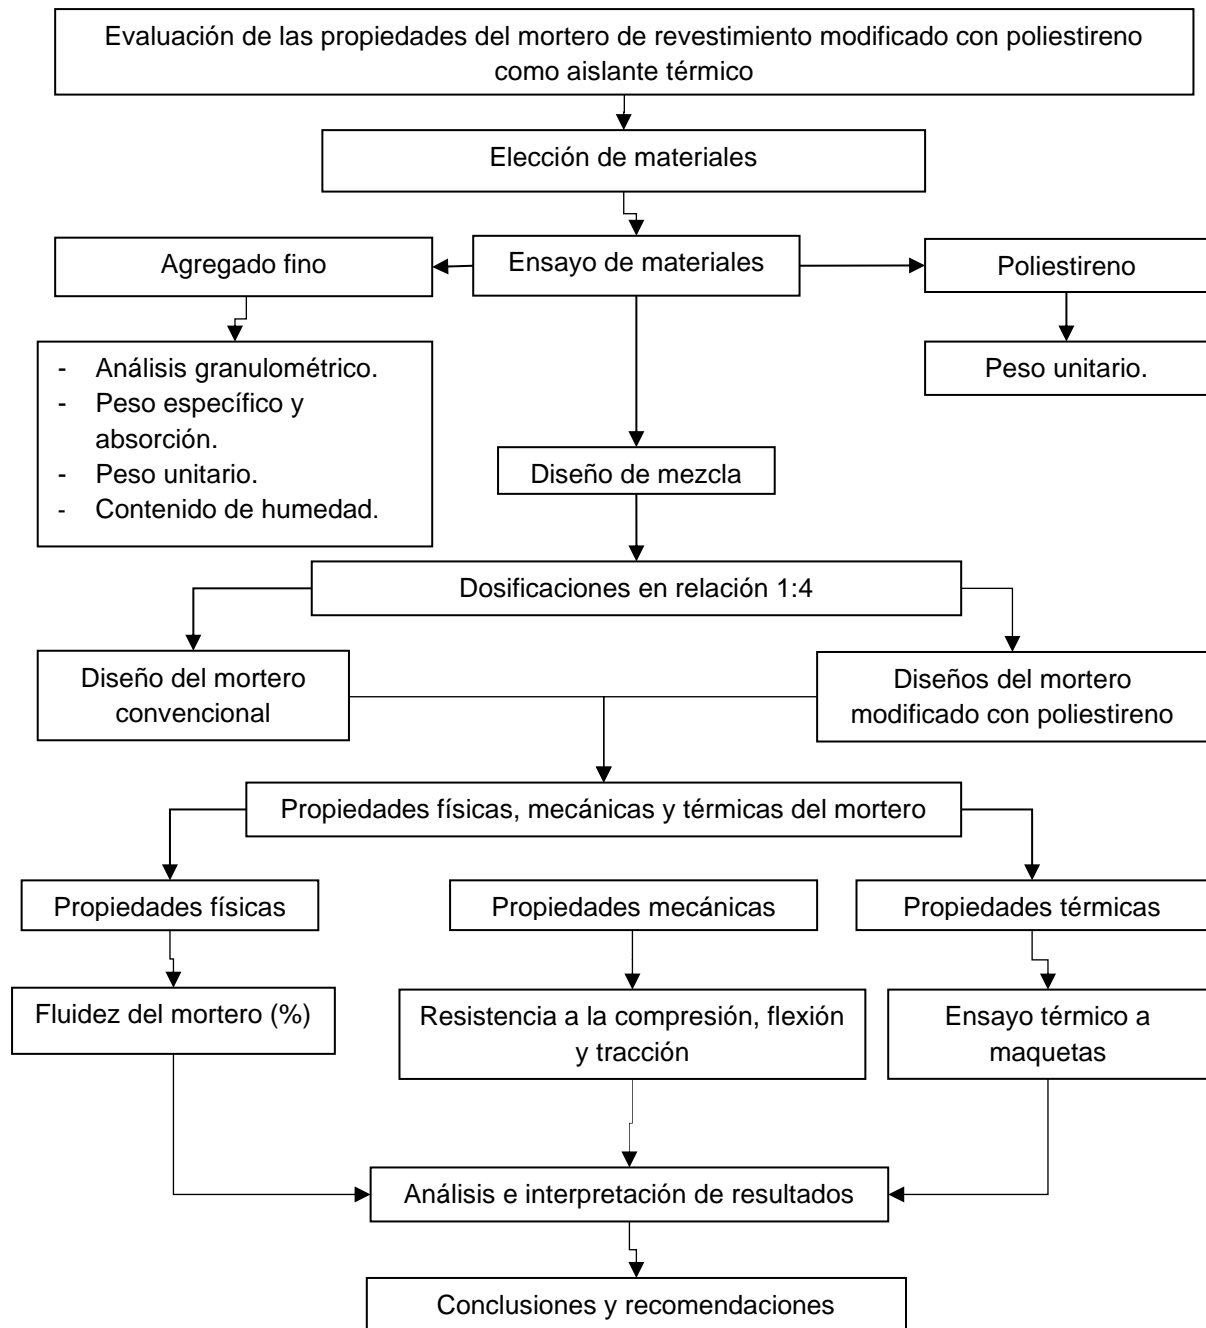 Evaluación de las propiedades del mortero de revestimiento modificado con poliestireno
como aislante térmico
Elección de materiales
Agregado fino
Ensayo de materiales
Poliestireno
- Análisis granulométrico.
- Peso específico y
absorción.
- Peso unitario.
- Contenido de humedad.
Peso unitario.
Diseño de mezcla
Dosificaciones en relación 1:4
Diseño del mortero
convencional
Diseños del mortero
modificado con poliestireno
Propiedades físicas, mecánicas y térmicas del mortero
Propiedades físicas
Propiedades mecánicas
Propiedades térmicas
Fluidez del mortero (%)
Resistencia a la compresión, flexión
y tracción
Ensayo térmico a
maquetas
Análisis e interpretación de resultados
Conclusiones y recomendaciones